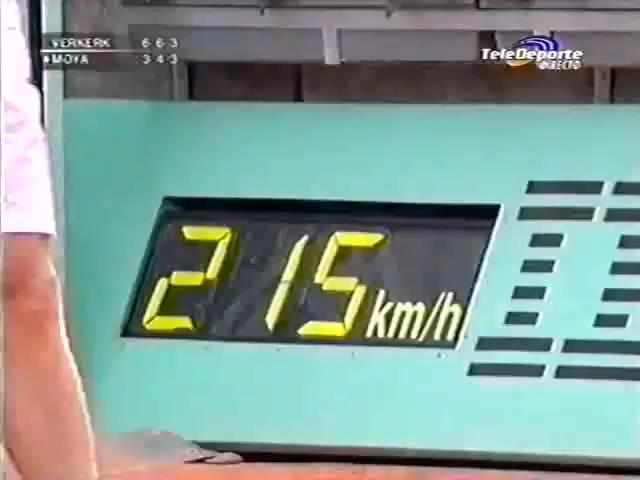 VERKERK 6 6 3
MOYA 3 4 3
TeleDeporte
DIRECTO
215 km/h